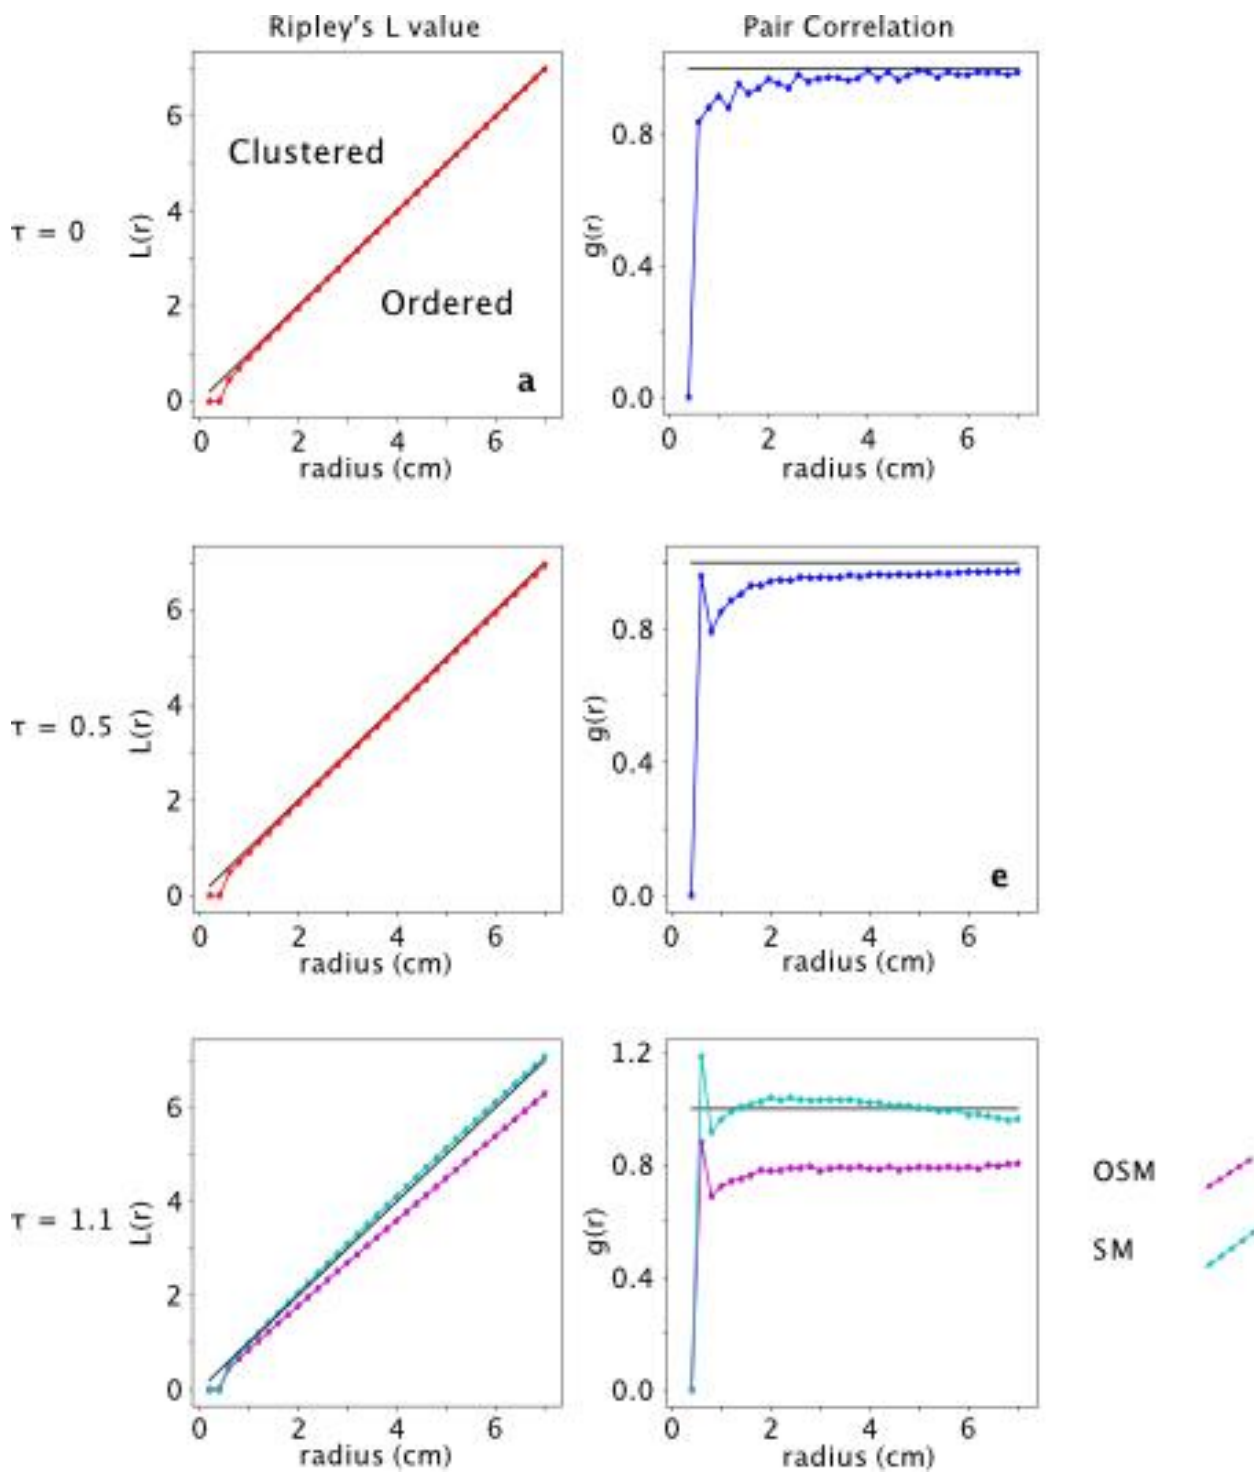 Ripley's L value
Pair Correlation
τ = 0
L(r)
6
4
2
0
Clustered
Ordered
a
0 2 4 6
radius (cm)
g(r)
0.8
0.4
0.0
0 2 4 6
radius (cm)
τ = 0.5
L(r)
6
4
2
0
0 2 4 6
radius (cm)
g(r)
0.8
0.4
0.0
e
0 2 4 6
radius (cm)
τ = 1.1
L(r)
6
4
2
0
0 2 4 6
radius (cm)
g(r)
1.2
0.8
0.4
0.0
0 2 4 6
radius (cm)
OSM
SM